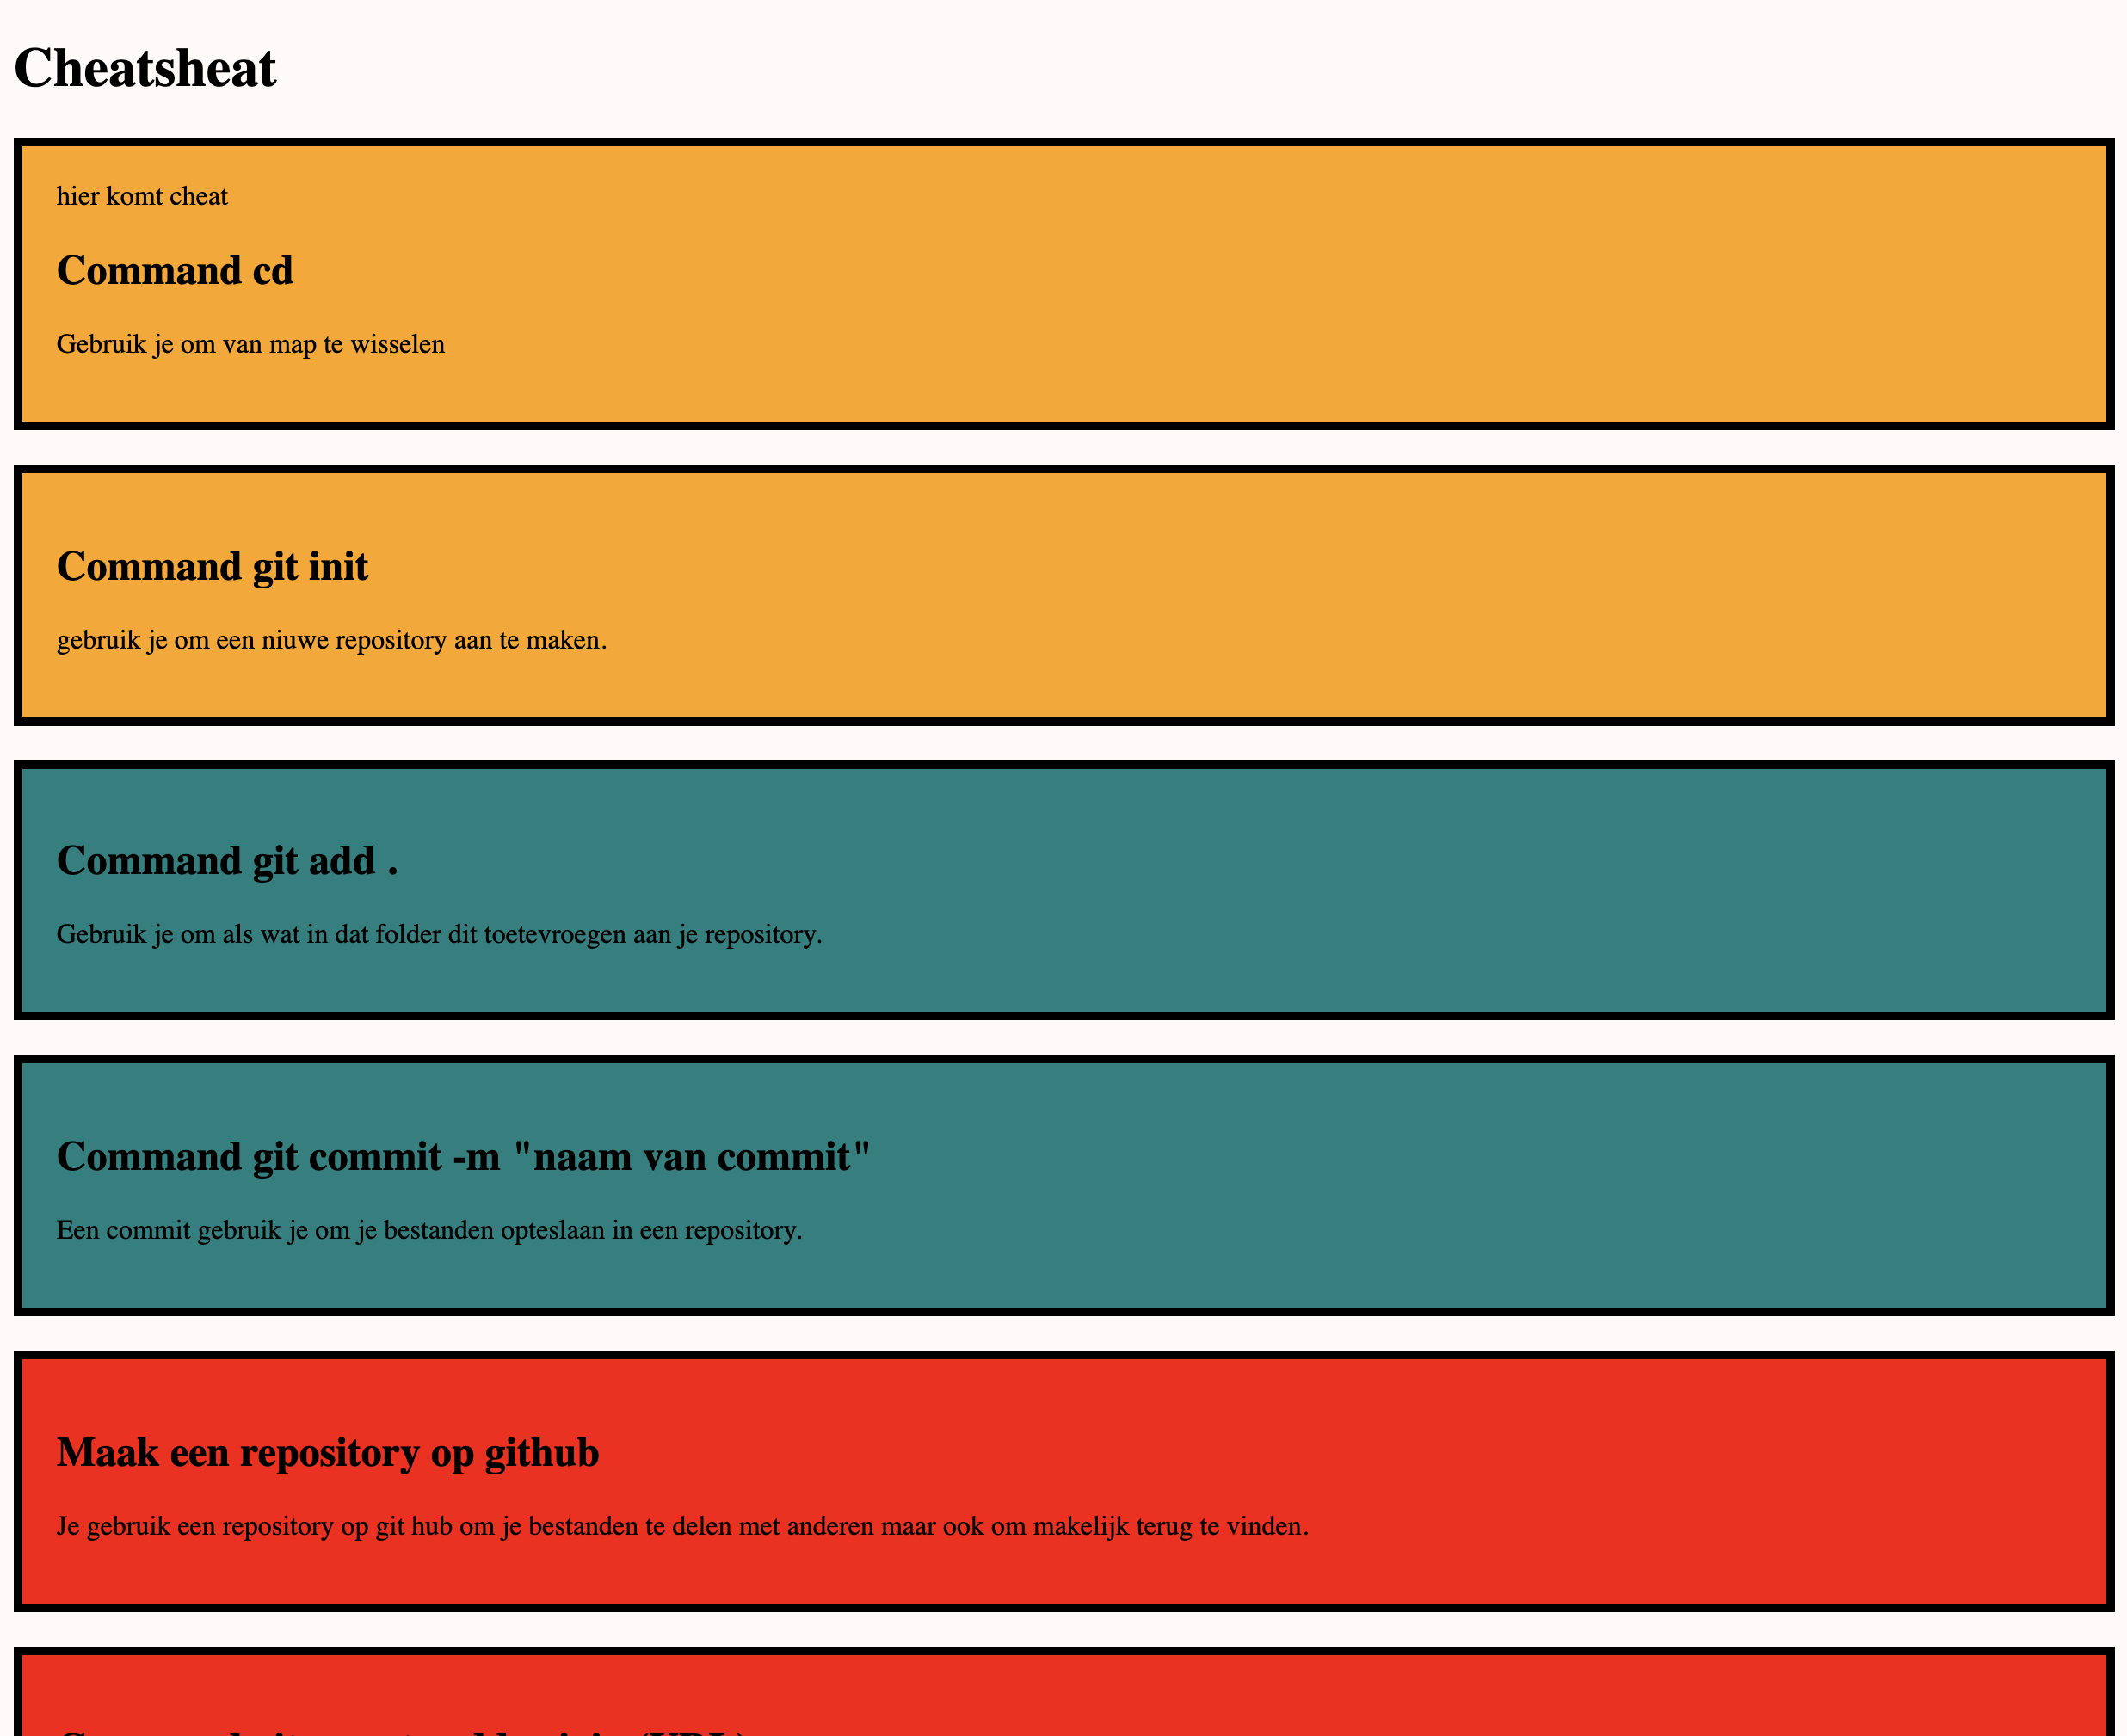 Cheatsheat
hier komt cheat
Command cd
Gebruik je om van map te wisselen
Command git init
gebruik je om een niuwe repository aan te maken.
Command git add .
Gebruik je om als wat in dat folder dit toetevroegen aan je repository.
Command git commit -m "naam van commit"
Een commit gebruik je om je bestanden opteslaan in een repository.
Maak een repository op github
Je gebruik een repository op git hub om je bestanden te delen met anderen maar ook om makelijk terug te vinden.